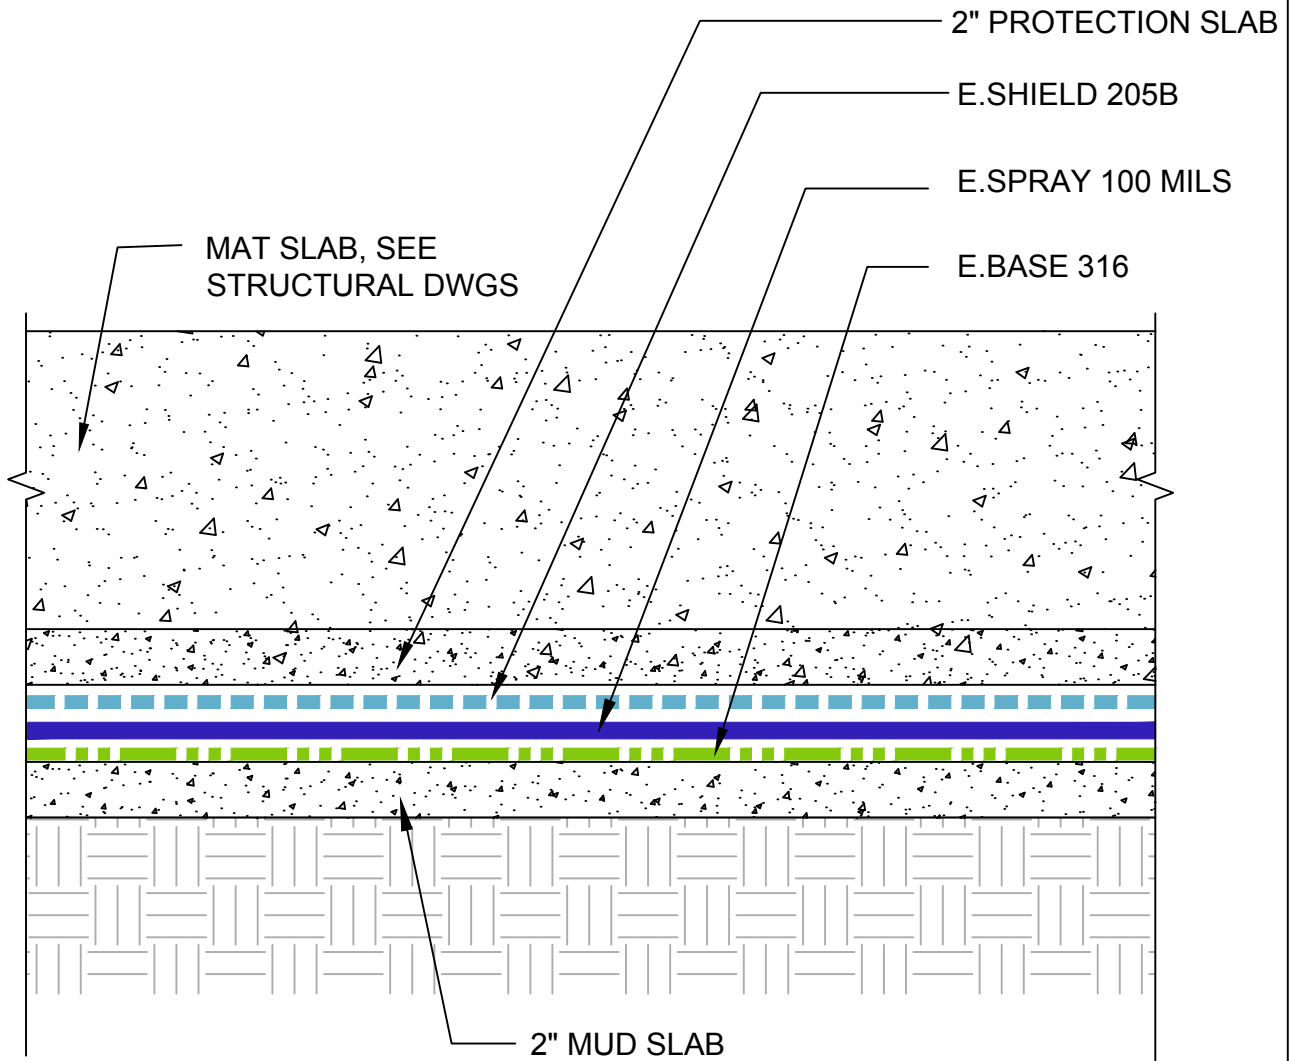 2" PROTECTION SLAB
E.SHIELD 205B
E.SPRAY 100 MILS
E.BASE 316
MAT SLAB, SEE
STRUCTURAL DWGS
2" MUD SLAB